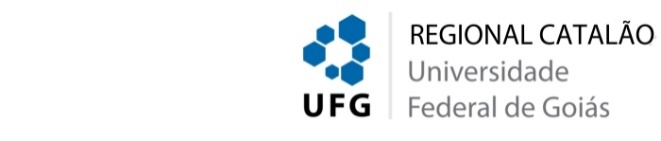 UFG
REGIONAL CATALÃO
Universidade
Federal de Goiás